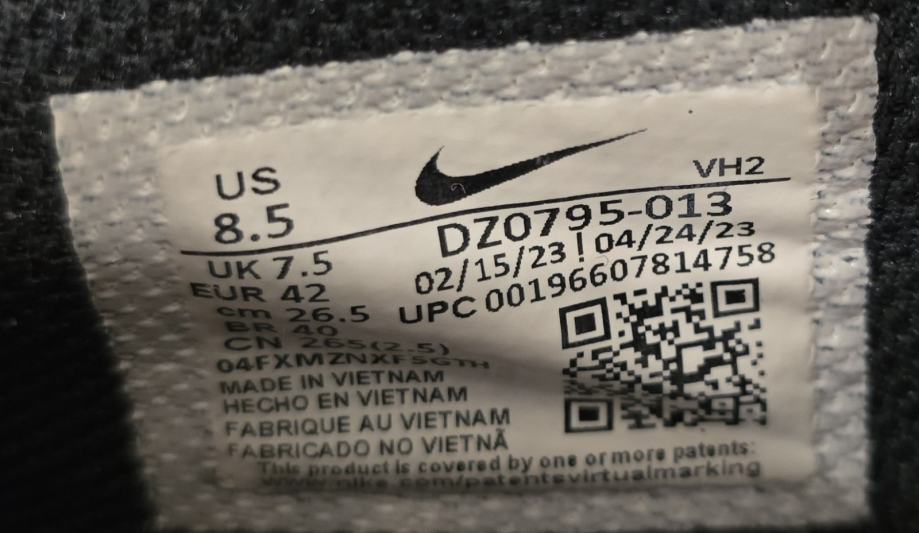 US
8.5
VH2
UK 7.5
EUR 42
cm 26.5
BR 40
CN 265(2.5)
04FXMZNXFSGTH
DZ0795-013
02/15/23 | 04/24/23
UPC 00196607814758
MADE IN VIETNAM
HECHO EN VIETNAM
FABRIQUE AU VIETNAM
FABRICADO NO VIETNÃ
This product is covered by one or more patents:
www.nike.com/patentsvirtualmarking